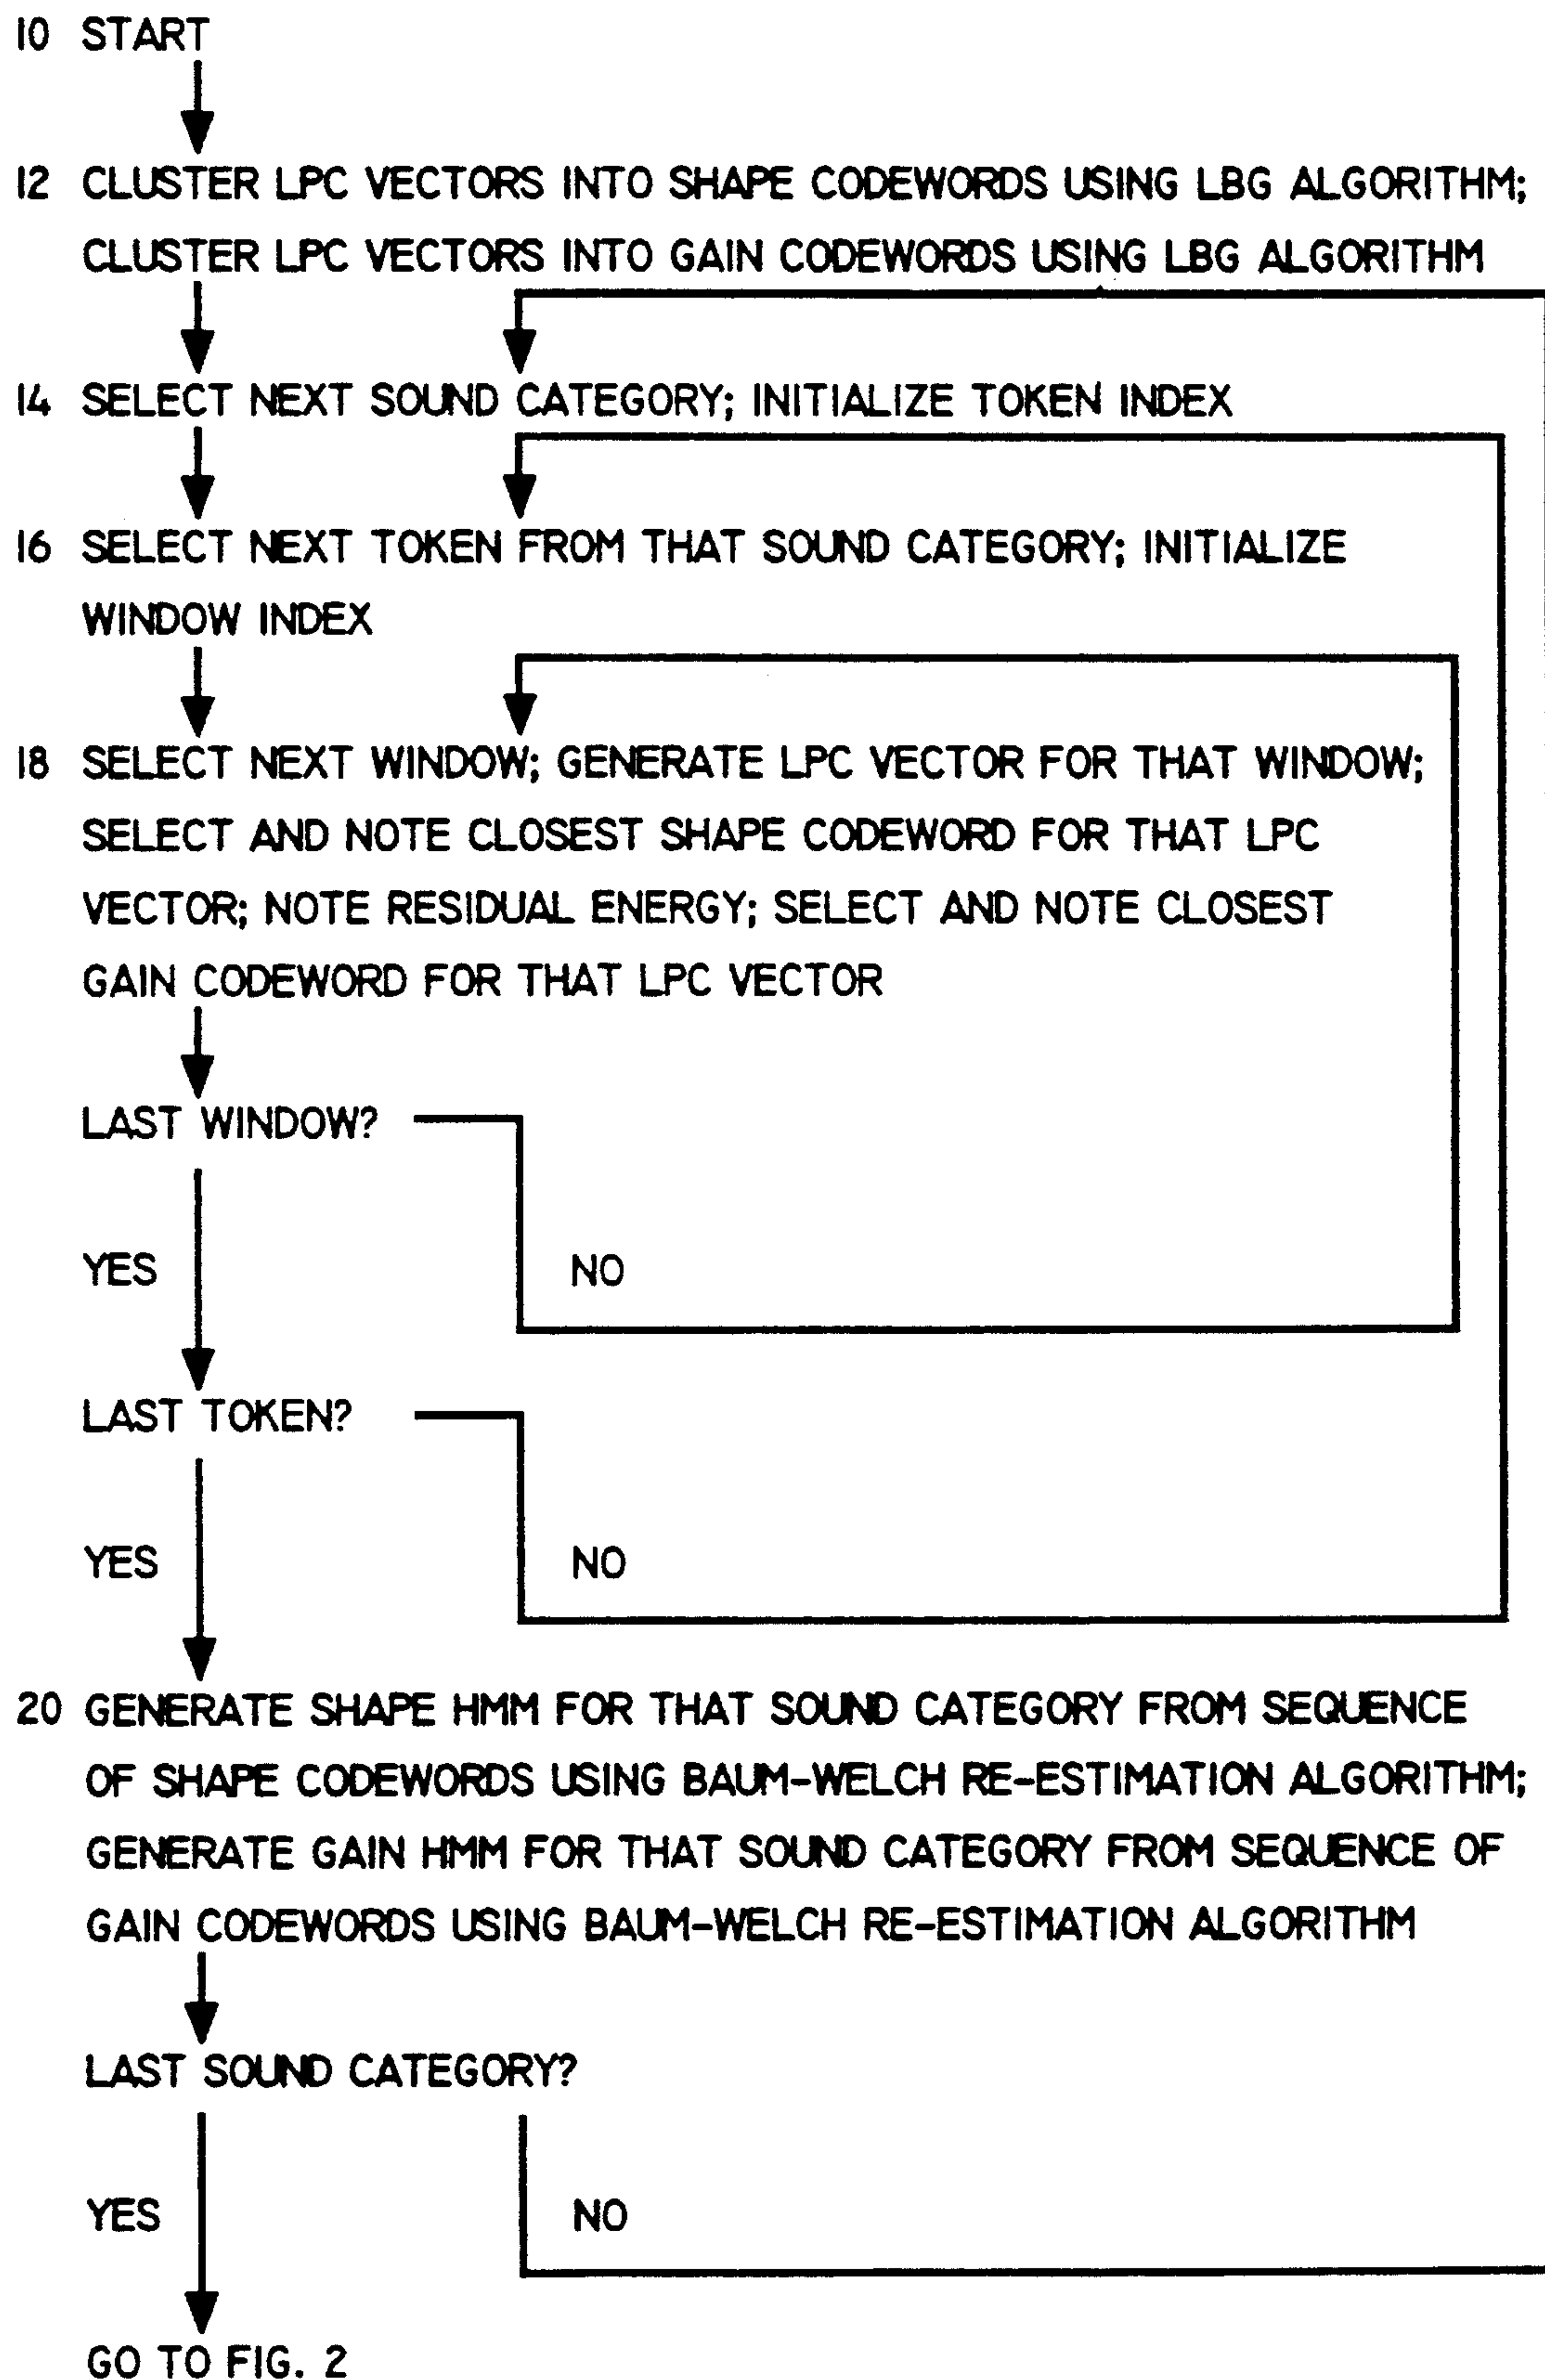 10 START
12 CLUSTER LPC VECTORS INTO SHAPE CODEWORDS USING LBG ALGORITHM;
CLUSTER LPC VECTORS INTO GAIN CODEWORDS USING LBG ALGORITHM
14 SELECT NEXT SOUND CATEGORY; INITIALIZE TOKEN INDEX
16 SELECT NEXT TOKEN FROM THAT SOUND CATEGORY; INITIALIZE
WINDOW INDEX
18 SELECT NEXT WINDOW; GENERATE LPC VECTOR FOR THAT WINDOW;
SELECT AND NOTE CLOSEST SHAPE CODEWORD FOR THAT LPC
VECTOR; NOTE RESIDUAL ENERGY; SELECT AND NOTE CLOSEST
GAIN CODEWORD FOR THAT LPC VECTOR
LAST WINDOW?
YES NO
LAST TOKEN?
YES NO
20 GENERATE SHAPE HMM FOR THAT SOUND CATEGORY FROM SEQUENCE
OF SHAPE CODEWORDS USING BAUM-WELCH RE-ESTIMATION ALGORITHM;
GENERATE GAIN HMM FOR THAT SOUND CATEGORY FROM SEQUENCE OF
GAIN CODEWORDS USING BAUM-WELCH RE-ESTIMATION ALGORITHM
LAST SOUND CATEGORY?
YES NO
GO TO FIG. 2